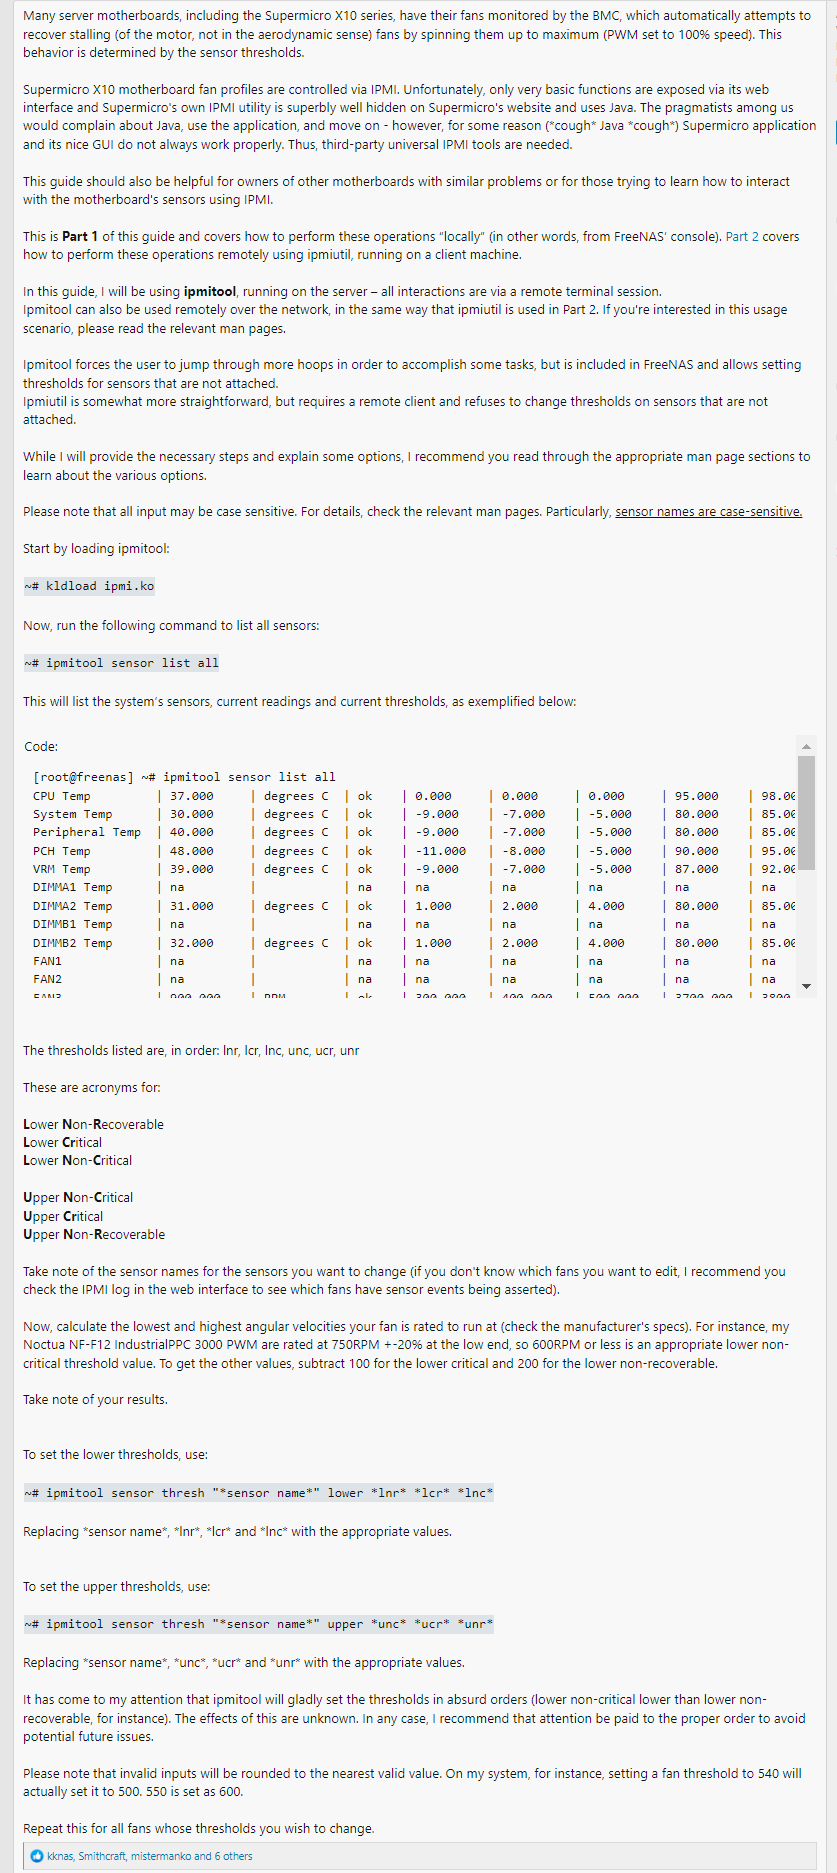 Many server motherboards, including the Supermicro X10 series, have their fans monitored by the BMC, which automatically attempts to
recover stalling (of the motor, not in the aerodynamic sense) fans by spinning them up to maximum (PWM set to 100% speed). This
behavior is determined by the sensor thresholds.
Supermicro X10 motherboard fan profiles are controlled via IPMI. Unfortunately, only very basic functions are exposed via its web
interface and Supermicro's own IPMI utility is superbly well hidden on Supermicro's website and uses Java. The pragmatists among us
would complain about Java, use the application, and move on - however, for some reason (*cough* Java *cough*) Supermicro application
and its nice GUI do not always work properly. Thus, third-party universal IPMI tools are needed.
This guide should also be helpful for owners of other motherboards with similar problems or for those trying to learn how to interact
with the motherboard's sensors using IPMI.
This is Part 1 of this guide and covers how to perform these operations "locally" (in other words, from FreeNAS' console). Part 2 covers
how to perform these operations remotely using ipmiutil, running on a client machine.
In this guide, I will be using ipmitool, running on the server – all interactions are via a remote terminal session.
Ipmitool can also be used remotely over the network, in the same way that ipmiutil is used in Part 2. If you're interested in this usage
scenario, please read the relevant man pages.
Ipmitool forces the user to jump through more hoops in order to accomplish some tasks, but is included in FreeNAS and allows setting
thresholds for sensors that are not attached.
Ipmiutil is somewhat more straightforward, but requires a remote client and refuses to change thresholds on sensors that are not
attached.
While I will provide the necessary steps and explain some options, I recommend you read through the appropriate man page sections to
learn about the various options.
Please note that all input may be case sensitive. For details, check the relevant man pages. Particularly, sensor names are case-sensitive.
Start by loading ipmitool:
~# kldload ipmi.ko
Now, run the following command to list all sensors:
~# ipmitool sensor list all
This will list the system's sensors, current readings and current thresholds, as exemplified below:
Code:
[root@freenas] ~# ipmitool sensor list all
CPU Temp | 37.000 | degrees C | ok | 0.000 | 0.000 | 0.000 | 95.000 | 98.00
System Temp | 30.000 | degrees C | ok | -9.000 | -7.000 | -5.000 | 80.000 | 85.00
Peripheral Temp | 40.000 | degrees C | ok | -9.000 | -7.000 | -5.000 | 80.000 | 85.00
PCH Temp | 48.000 | degrees C | ok | -11.000 | -8.000 | -5.000 | 90.000 | 95.00
VRM Temp | 39.000 | degrees C | ok | -9.000 | -7.000 | -5.000 | 87.000 | 92.00
DIMMA1 Temp | na | | na | na | na | na | na | na
DIMMA2 Temp | 31.000 | degrees C | ok | 1.000 | 2.000 | 4.000 | 80.000 | 85.00
DIMMB1 Temp | na | | na | na | na | na | na | na
DIMMB2 Temp | 32.000 | degrees C | ok | 1.000 | 2.000 | 4.000 | 80.000 | 85.00
FAN1 | na | | na | na | na | na | na | na
FAN2 | na | | na | na | na | na | na | na
FAN3 | 900.000 | RPM | ok | 300.000 | 400.000 | 500.000 | 3700.000 | 3800
The thresholds listed are, in order: lnr, lcr, lnc, unc, ucr, unr
These are acronyms for:
Lower Non-Recoverable
Lower Critical
Lower Non-Critical
Upper Non-Critical
Upper Critical
Upper Non-Recoverable
Take note of the sensor names for the sensors you want to change (if you don't know which fans you want to edit, I recommend you
check the IPMI log in the web interface to see which fans have sensor events being asserted).
Now, calculate the lowest and highest angular velocities your fan is rated to run at (check the manufacturer's specs). For instance, my
Noctua NF-F12 IndustrialPPC 3000 PWM are rated at 750RPM +-20% at the low end, so 600RPM or less is an appropriate lower non-
critical threshold value. To get the other values, subtract 100 for the lower critical and 200 for the lower non-recoverable.
Take note of your results.
To set the lower thresholds, use:
~# ipmitool sensor thresh "*sensor name*" lower *lnr* *lcr* *lnc*
Replacing *sensor name*, *lnr*, *lcr* and *lnc* with the appropriate values.
To set the upper thresholds, use:
~# ipmitool sensor thresh "*sensor name*" upper *unc* *ucr* *unr*
Replacing *sensor name*, *unc*, *ucr* and *unr* with the appropriate values.
It has come to my attention that ipmitool will gladly set the thresholds in absurd orders (lower non-critical lower than lower non-
recoverable, for instance). The effects of this are unknown. In any case, I recommend that attention be paid to the proper order to avoid
potential future issues.
Please note that invalid inputs will be rounded to the nearest valid value. On my system, for instance, setting a fan threshold to 540 will
actually set it to 500. 550 is set as 600.
Repeat this for all fans whose thresholds you wish to change.
kknas, Smithcraft, mistermanko and 6 others